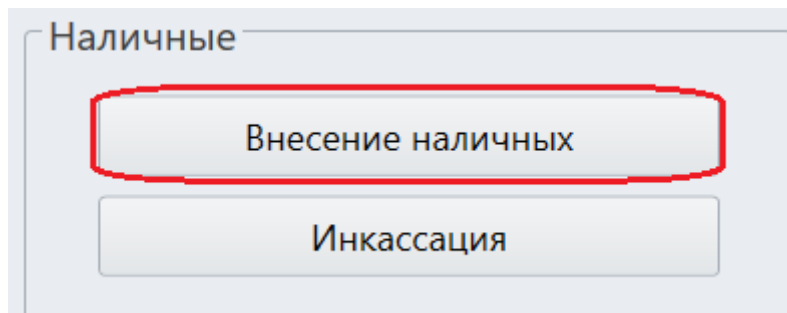 Наличные
Внесение наличных
Инкассация